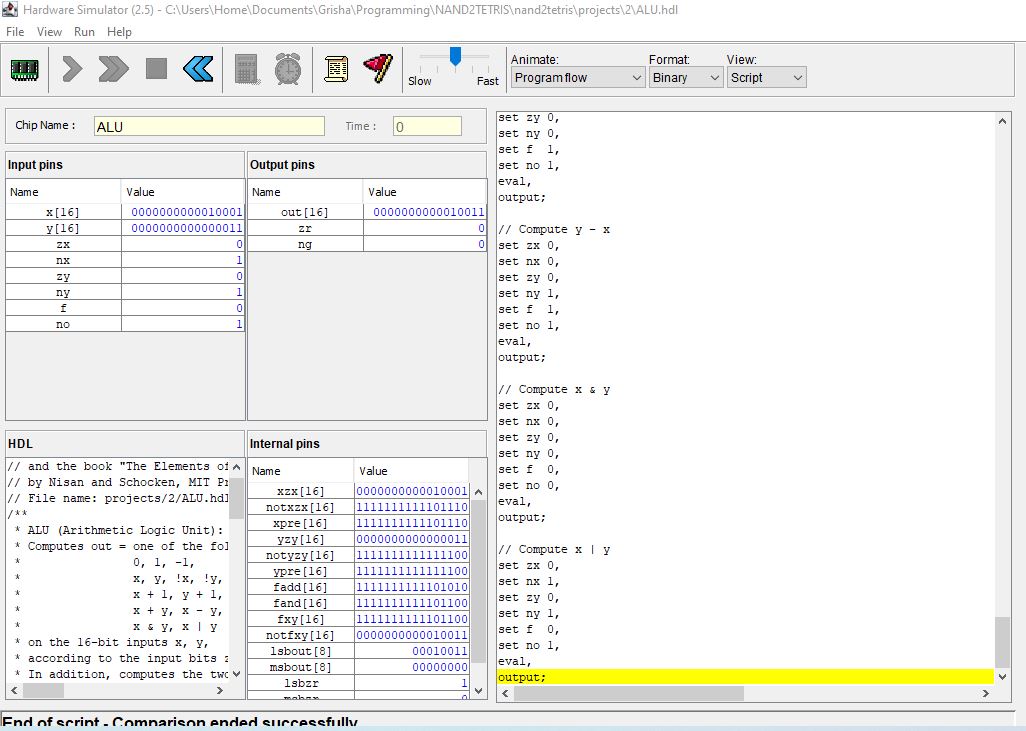 Hardware Simulator (2.5) - C:\Users\Home\Documents\Grisha\Programming\NAND2TETRIS\nand2tetris\projects\2\ALU.hdl
File View Run Help
Slow Fast
Animate: Format: View:
Program flow Binary Script
Chip Name : ALU Time : 0
Input pins
Name Value
x[16] 0000000000010001
y[16] 0000000000000011
zx 0
nx 1
zy 0
ny 1
f 0
no 1
Output pins
Name Value
out[16] 0000000000010011
zr 0
ng 0
HDL
// and the book "The Elements of
// by Nisan and Schocken, MIT Pr
// File name: projects/2/ALU.hdl
/**
* ALU (Arithmetic Logic Unit):
* Computes out = one of the fol
* 0, 1, -1,
* x, y, !x, !y,
* x + 1, y + 1,
* x + y, x - y,
* x & y, x | y
* on the 16-bit inputs x, y,
* according to the input bits z
* In addition, computes the two
Internal pins
Name Value
xzx[16] 0000000000010001
notxzx[16] 1111111111101110
xpre[16] 1111111111101110
yzy[16] 0000000000000011
notyzy[16] 1111111111111100
ypre[16] 1111111111111100
fadd[16] 1111111111101010
fand[16] 1111111111101100
fxy[16] 1111111111101100
notfxy[16] 0000000000010011
lsbout[8] 00010011
msbout[8] 00000000
lsbzr 1
set zy 0,
set ny 0,
set f 1,
set no 1,
eval,
output;
// Compute y - x
set zx 0,
set nx 0,
set zy 0,
set ny 1,
set f 1,
set no 1,
eval,
output;
// Compute x & y
set zx 0,
set nx 0,
set zy 0,
set ny 0,
set f 0,
set no 0,
eval,
output;
// Compute x | y
set zx 0,
set nx 1,
set zy 0,
set ny 1,
set f 0,
set no 1,
eval,
output;
End of script - Comparison ended successfully